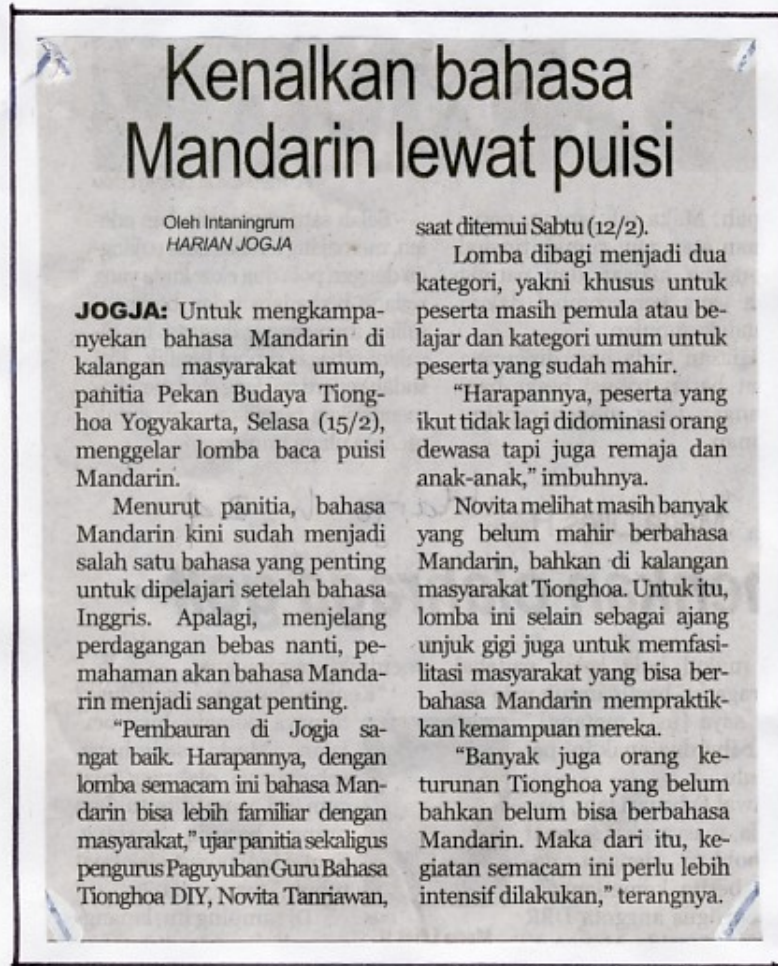 Kenalkan bahasa
Mandarin lewat puisi
Oleh Intaningrum
HARIAN JOGJA
JOGJA: Untuk mengkampa-
nyekan bahasa Mandarin di
kalangan masyarakat umum,
panitia Pekan Budaya Tiong-
hoa Yogyakarta, Selasa (15/2),
menggelar lomba baca puisi
Mandarin.
Menurut panitia, bahasa
Mandarin kini sudah menjadi
salah satu bahasa yang penting
untuk dipelajari setelah bahasa
Inggris. Apalagi, menjelang
perdagangan bebas nanti, pe-
mahaman akan bahasa Manda-
rin menjadi sangat penting.
“Pembauran di Jogja sa-
ngat baik. Harapannya, dengan
lomba semacam ini bahasa Man-
darin bisa lebih familiar dengan
masyarakat,” ujar panitia sekaligus
pengurus Paguyuban Guru Bahasa
Tionghoa DIY, Novita Tanriawan,
saat ditemui Sabtu (12/2).
Lomba dibagi menjadi dua
kategori, yakni khusus untuk
peserta masih pemula atau be-
lajar dan kategori umum untuk
peserta yang sudah mahir.
“Harapannya, peserta yang
ikut tidak lagi didominasi orang
dewasa tapi juga remaja dan
anak-anak,” imbuhnya.
Novita melihat masih banyak
yang belum mahir berbahasa
Mandarin, bahkan di kalangan
masyarakat Tionghoa. Untuk itu,
lomba ini selain sebagai ajang
unjuk gigi juga untuk memfasi-
litasi masyarakat yang bisa ber-
bahasa Mandarin mempraktik-
kan kemampuan mereka.
“Banyak juga orang ke-
turunan Tionghoa yang belum
bahkan belum bisa berbahasa
Mandarin. Maka dari itu, ke-
giatan semacam ini perlu lebih
intensif dilakukan,” terangnya.